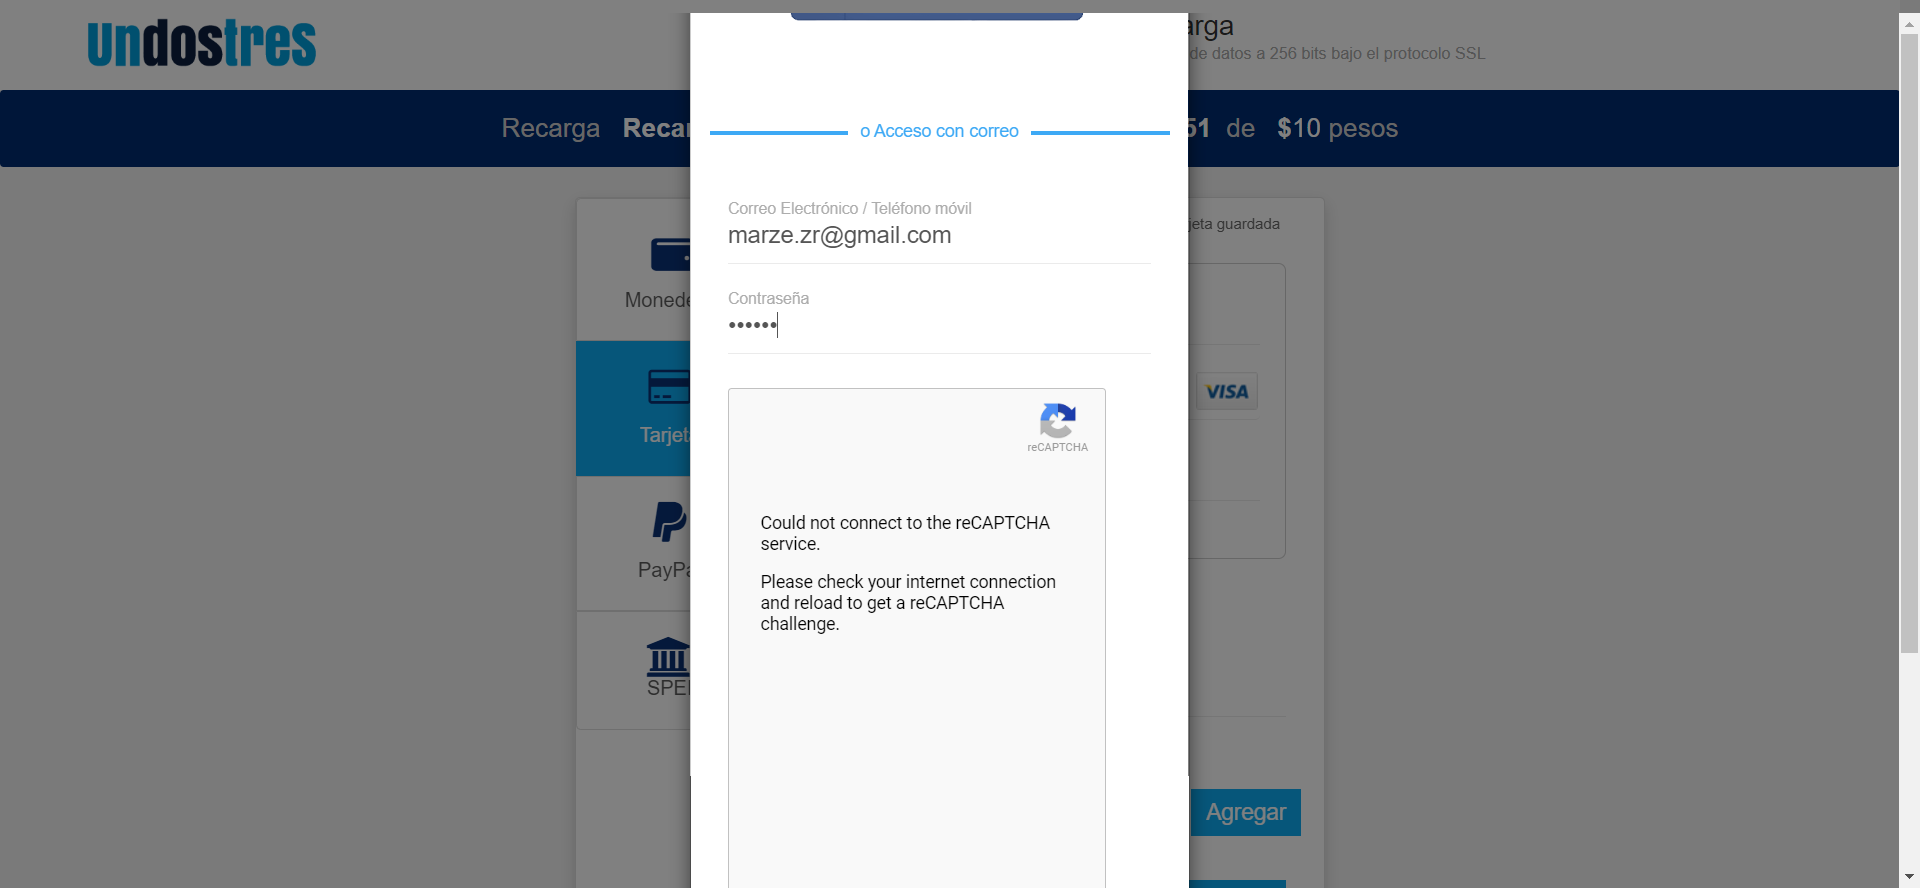 Undostres
arga
de datos a 256 bits bajo el protocolo SSL
Recarga Recar 51 de $10 pesos
o Acceso con correo
Correo Electrónico / Teléfono móvil
marze.zr@gmail.com
jeta guardada
Contraseña
••••••
Monede
VISA
Tarjeta
reCAPTCHA
Could not connect to the reCAPTCHA
service.
Please check your internet connection
and reload to get a reCAPTCHA
challenge.
PayPa
SPEI
Agregar